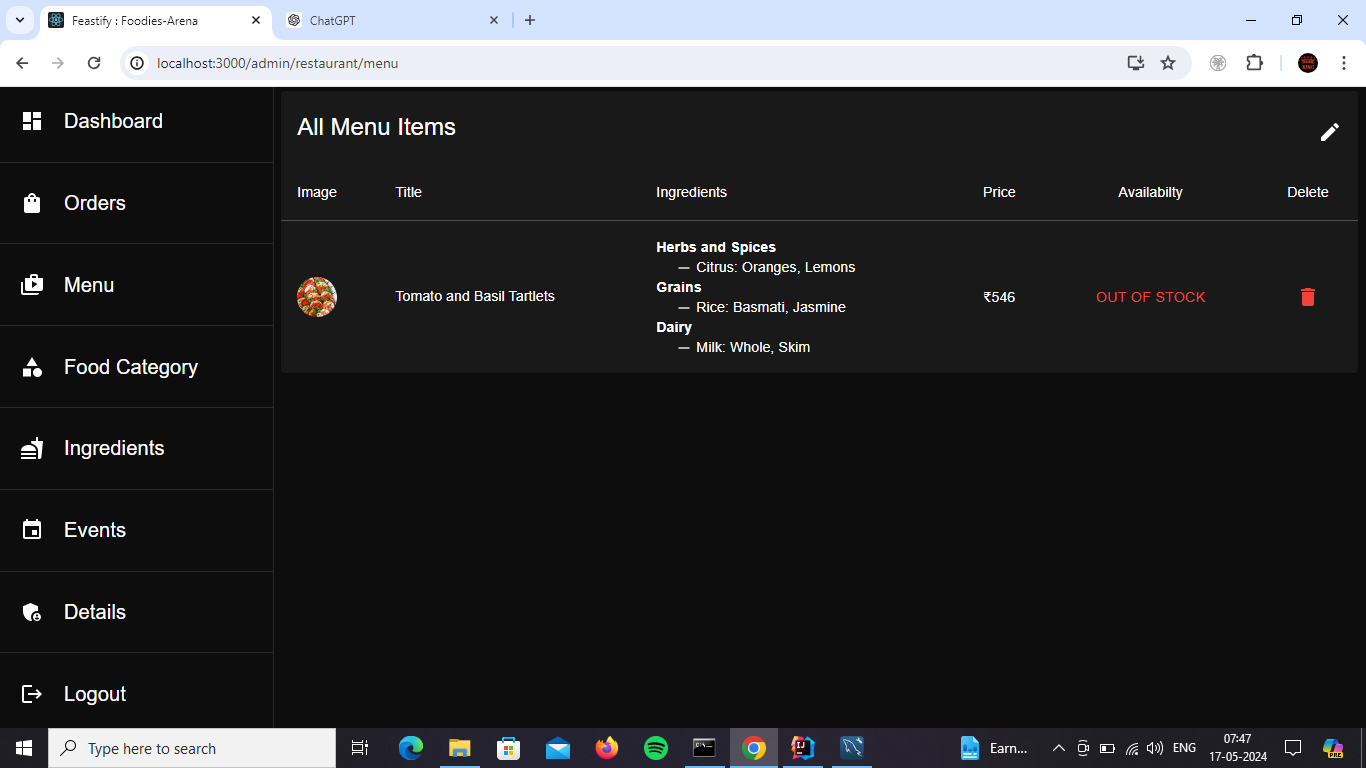 Feastify : Foodies-Arena
ChatGPT
localhost:3000/admin/restaurant/menu
Dashboard
Orders
Menu
Food Category
Ingredients
Events
Details
Logout
All Menu Items
Image Title Ingredients Price Availabilty Delete
Herbs and Spices
— Citrus: Oranges, Lemons
Grains
Tomato and Basil Tartlets ₹546 OUT OF STOCK
— Rice: Basmati, Jasmine
Dairy
— Milk: Whole, Skim
Type here to search
Earn...
ENG
07:47
17-05-2024
PRE